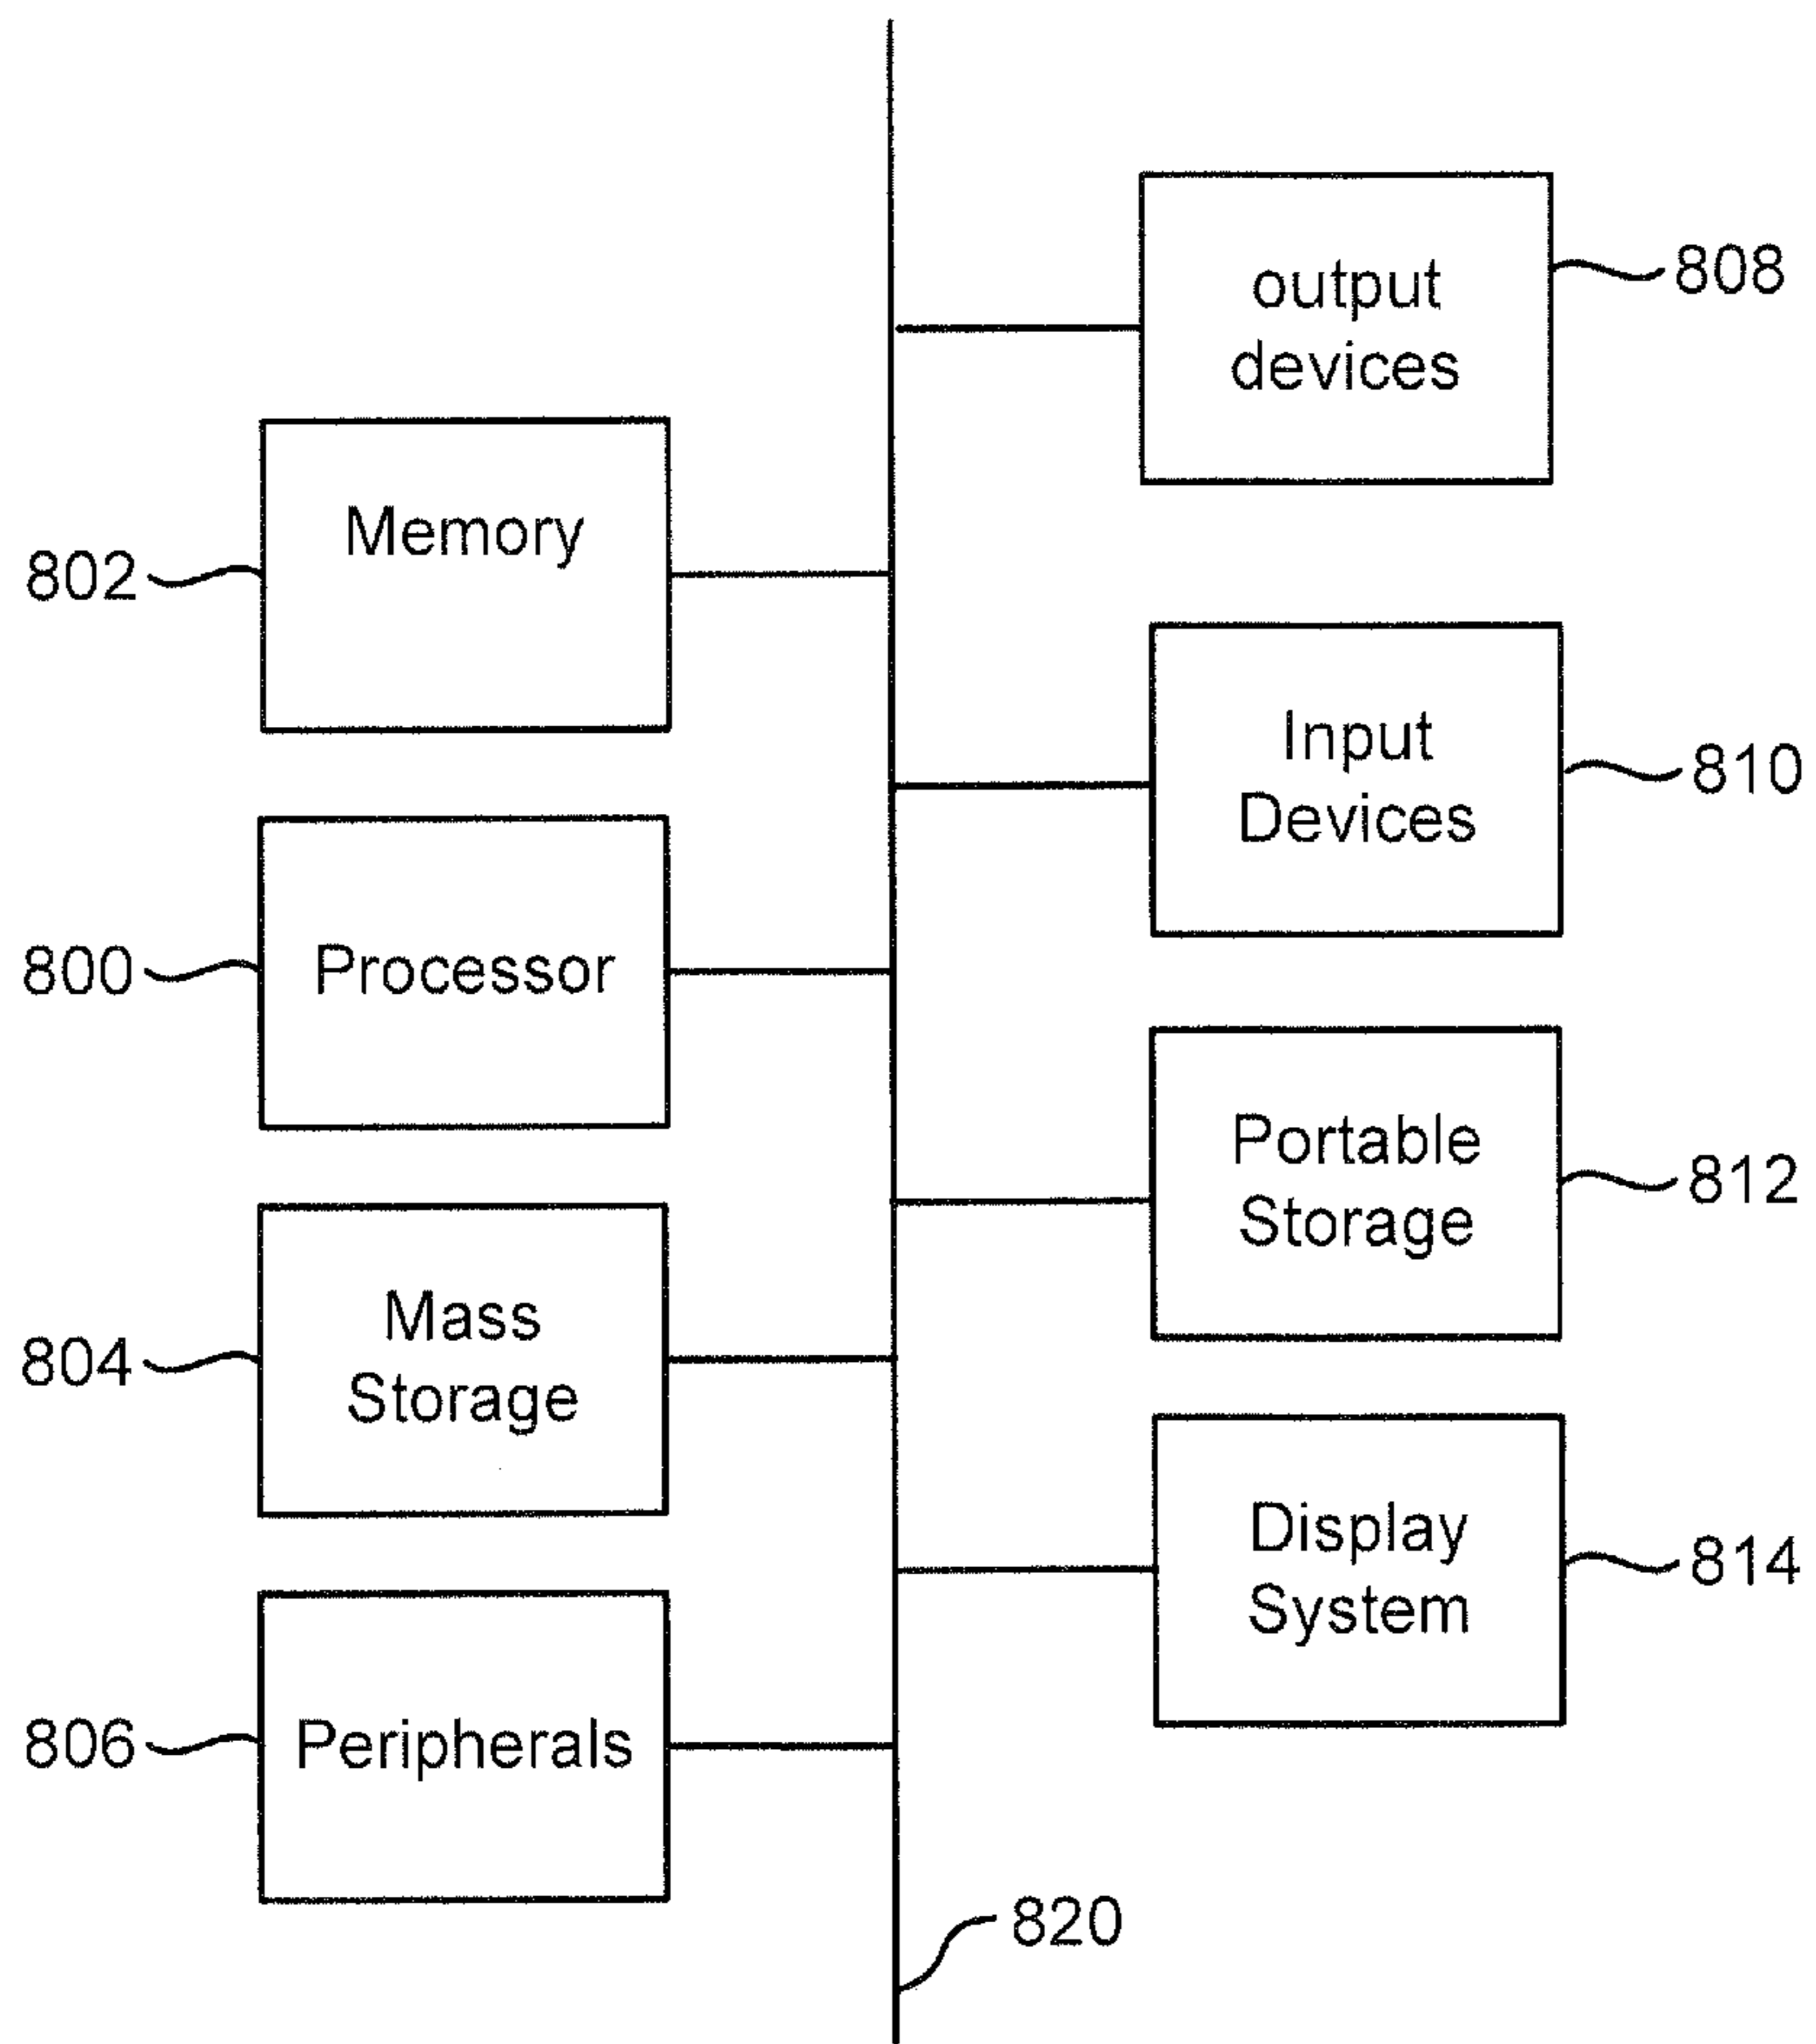 output
devices
808
Memory
802
Input
Devices
810
Processor
800
Portable
Storage
812
Mass
Storage
804
Display
System
814
Peripherals
806
820